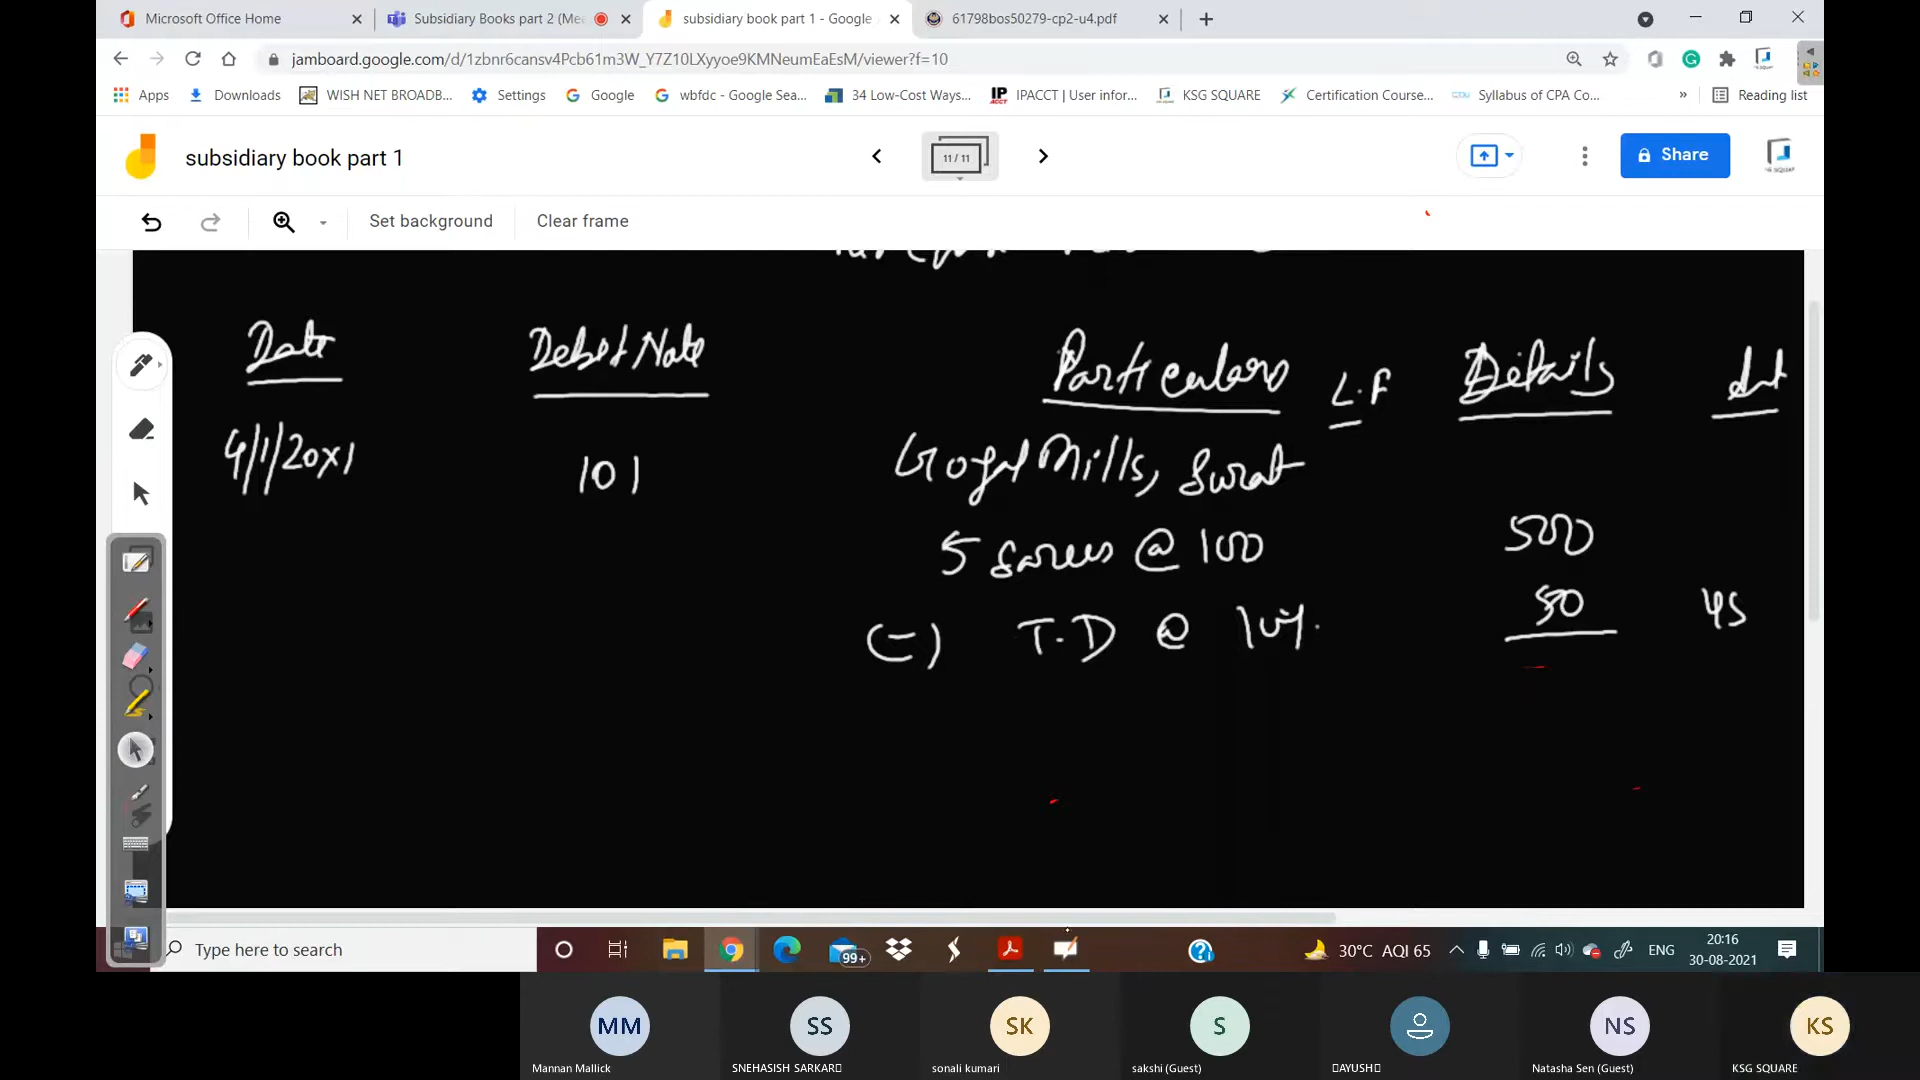 Microsoft Office Home
Subsidiary Books part 2 (Mee
subsidiary book part 1 - Google
61798bos50279-cp2-u4.pdf
jamboard.google.com/d/1zbnr6cansv4Pcb61m3W_Y7Z10LXyyoe9KMNeumEaEsM/viewer?f=10
Apps
Downloads
WISH NET BROADB...
Settings
Google
wbfdc - Google Sea...
34 Low-Cost Ways...
IPACCT | User infor...
KSG SQUARE
Certification Course...
Syllabus of CPA Co...
»
Reading list
subsidiary book part 1
11 / 11
Share
Set background
Clear frame
Date Debit Note Particulars L.F Details Amt
4/1/20x1 101 Goyal Mills, Surat
5 Sarees @ 100 500
(-) T.D @ 10%. 50 45
Type here to search
99+
30°C AQI 65
ENG
20:16
30-08-2021
MM
SS
SK
S
NS
KS
Mannan Mallick
SNEHASISH SARKAR
sonali kumari
sakshi (Guest)
AYUSH
Natasha Sen (Guest)
KSG SQUARE